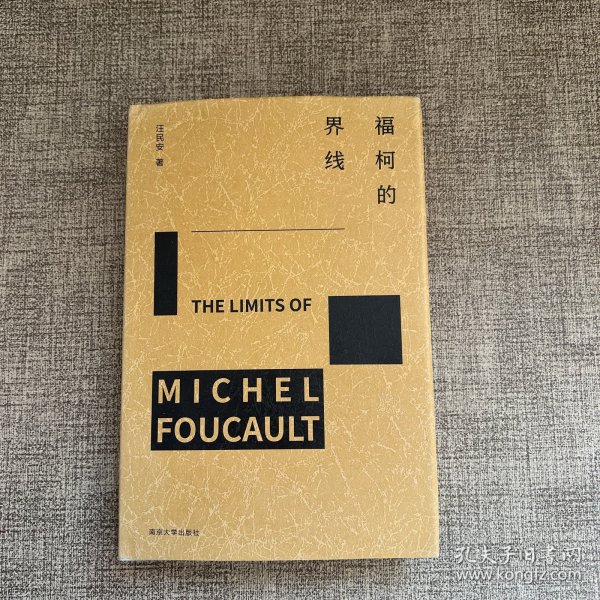 福柯的
界线
汪民安 著
THE LIMITS OF
MICHEL
FOUCAULT
南京大学出版社
孔夫子旧书网
www.kongfz.com